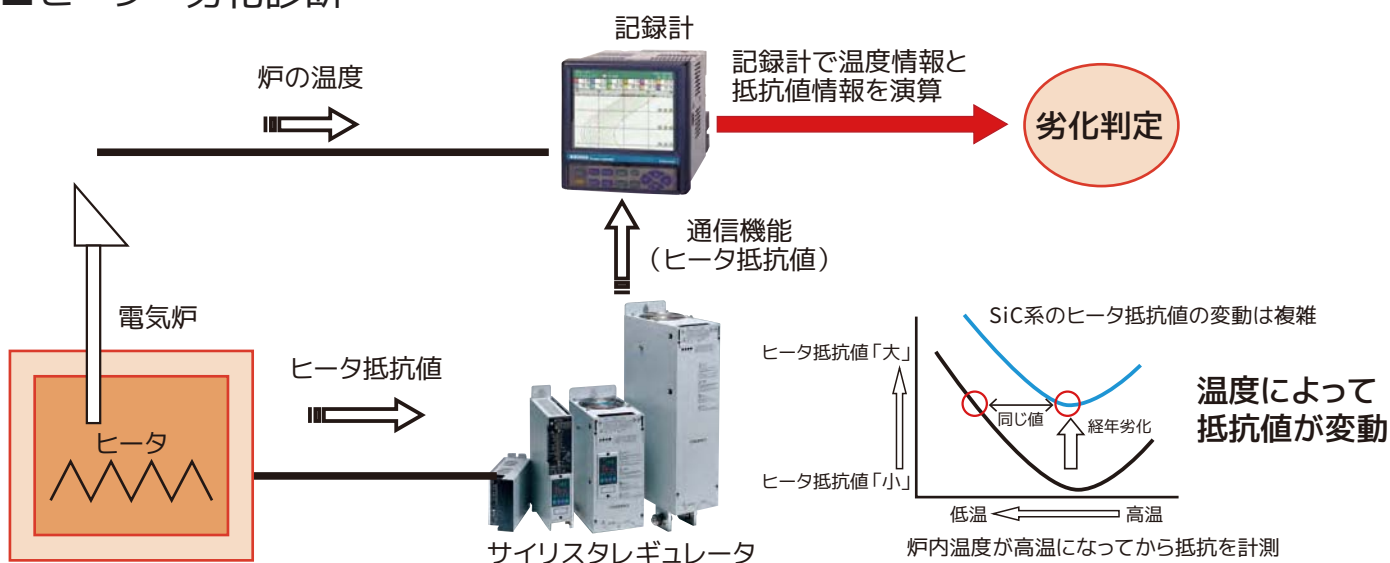 記録計
炉の温度
記録計で温度情報と
抵抗値情報を演算
劣化判定
通信機能
(ヒータ抵抗値)
電気炉
ヒータ抵抗値
ヒータ
サイリスタレギュレータ
SiC系のヒータ抵抗値の変動は複雑
ヒータ抵抗値「大」
同じ値
経年劣化
ヒータ抵抗値「小」
低温
高温
炉内温度が高温になってから抵抗を計測
温度によって
抵抗値が変動